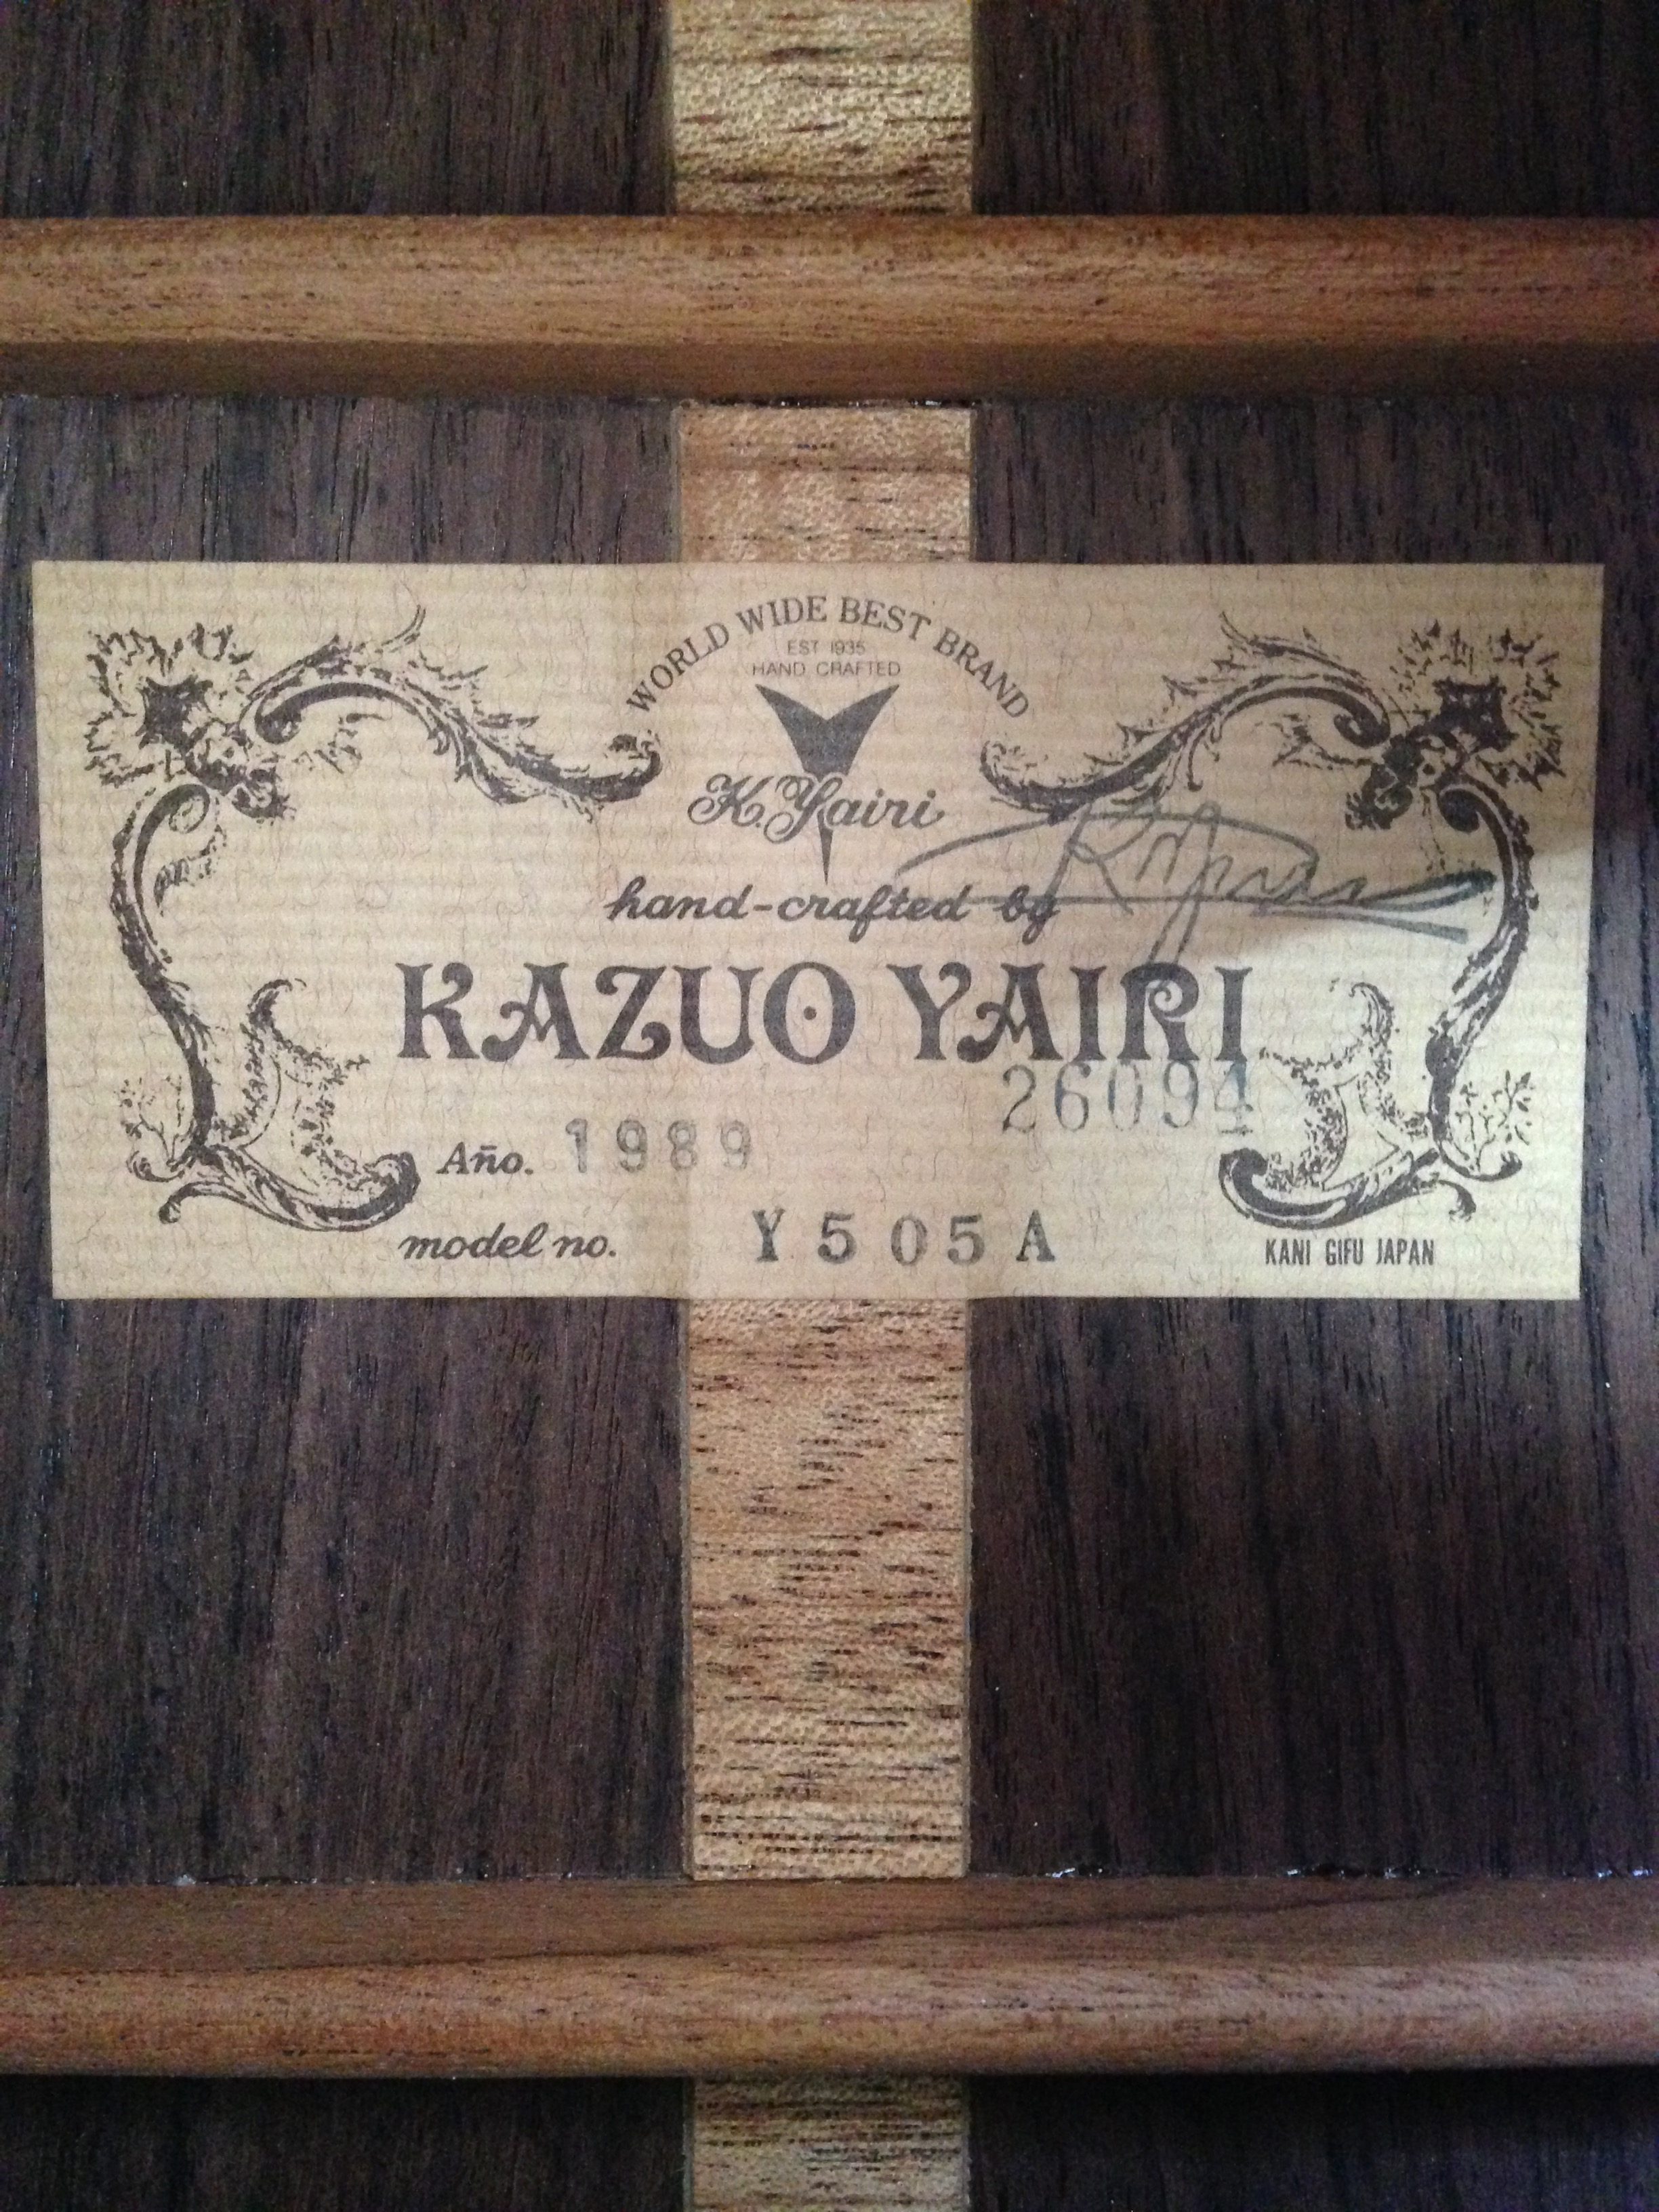 WORLD WIDE BEST BRAND
EST 1935
HAND CRAFTED
K.Yairi
hand-crafted by
KAZUO YAIRI
26094
Año. 1989
model no. Y505A
KANI GIFU JAPAN